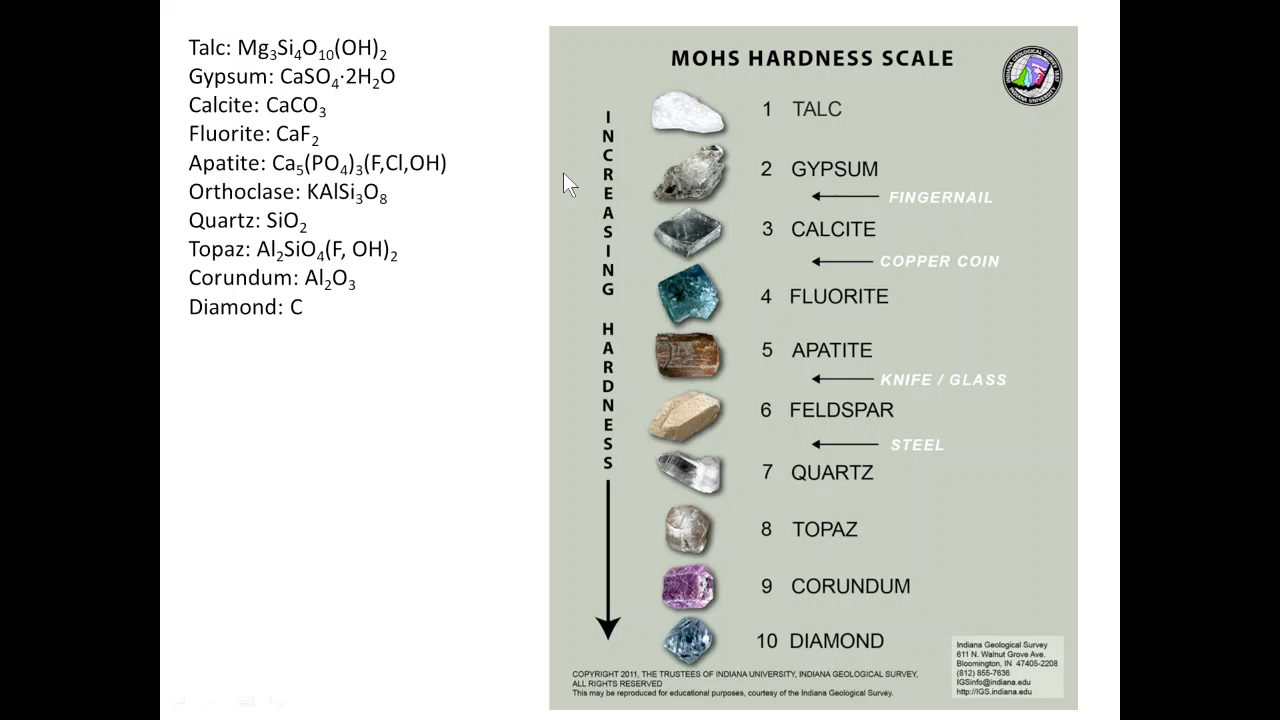 Talc: Mg₃Si₄O₁₀(OH)₂
Gypsum: CaSO₄·2H₂O
Calcite: CaCO₃
Fluorite: CaF₂
Apatite: Ca₅(PO₄)₃(F,Cl,OH)
Orthoclase: KAlSi₃O₈
Quartz: SiO₂
Topaz: Al₂SiO₄(F, OH)₂
Corundum: Al₂O₃
Diamond: C
MOHS HARDNESS SCALE
INCREASING HARDNESS
1 TALC
2 GYPSUM
FINGERNAIL
3 CALCITE
COPPER COIN
4 FLUORITE
5 APATITE
KNIFE / GLASS
6 FELDSPAR
STEEL
7 QUARTZ
8 TOPAZ
9 CORUNDUM
10 DIAMOND
COPYRIGHT 2011, THE TRUSTEES OF INDIANA UNIVERSITY, INDIANA GEOLOGICAL SURVEY,
ALL RIGHTS RESERVED
This may be reproduced for educational purposes, courtesy of the Indiana Geological Survey.
Indiana Geological Survey
611 N. Walnut Grove Ave.
Bloomington, IN 47405-2208
(812) 855-7636
IGSinfo@indiana.edu
http://IGS.indiana.edu